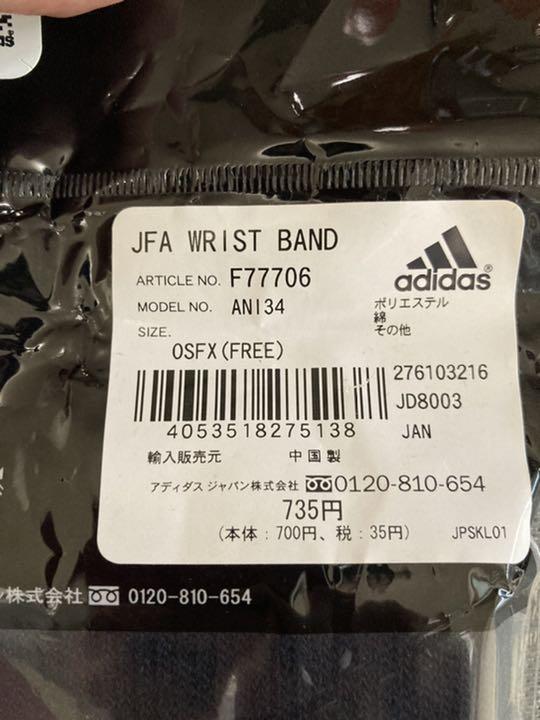 JFA WRIST BAND
adidas®
ARTICLE NO. F77706
MODEL NO. ANI34
ポリエステル
綿
その他
SIZE.
OSFX(FREE)
276103216
JD8003
4053518275138
JAN
輸入販売元 中国製
アディダス ジャパン株式会社 0120-810-654
735円
(本体:700円、税:35円) JPSKL01
株式会社 0120-810-654